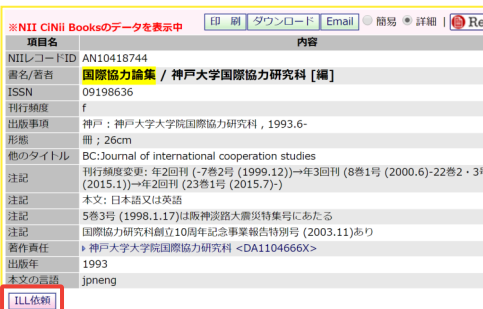 ※NII CiNii Booksのデータを表示中 印 刷 ダウンロード Email 簡易 詳細 | Re
項目名 内容
NIIレコードID AN10418744
書名/著者 国際協力論集 / 神戸大学国際協力研究科 [編]
ISSN 09198636
刊行頻度 f
出版事項 神戸 : 神戸大学大学院国際協力研究科 , 1993.6-
形態 冊 ; 26cm
他のタイトル BC:Journal of international cooperation studies
注記 刊行頻度変更: 年2回刊 (-7巻2号 (1999.12))→年3回刊 (8巻1号 (2000.6)-22巻2・3号
(2015.1))→年2回刊 (23巻1号 (2015.7)-)
注記 本文: 日本語又は英語
注記 5巻3号 (1998.1.17)は阪神淡路大震災特集号にあたる
注記 国際協力研究科創立10周年記念事業報告特別号 (2003.11)あり
著作責任 神戸大学大学院国際協力研究科 <DA1104666X>
出版年 1993
本文の言語 jpneng
ILL依頼